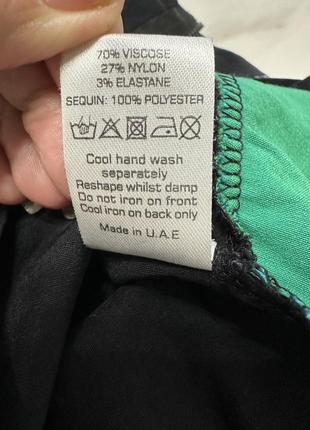 70% VISCOSE
27% NYLON
3% ELASTANE
SEQUIN: 100% POLYESTER
Cool hand wash
separately
Reshape whilst damp
Do not iron on front
Cool iron on back only
Made in U.A.E